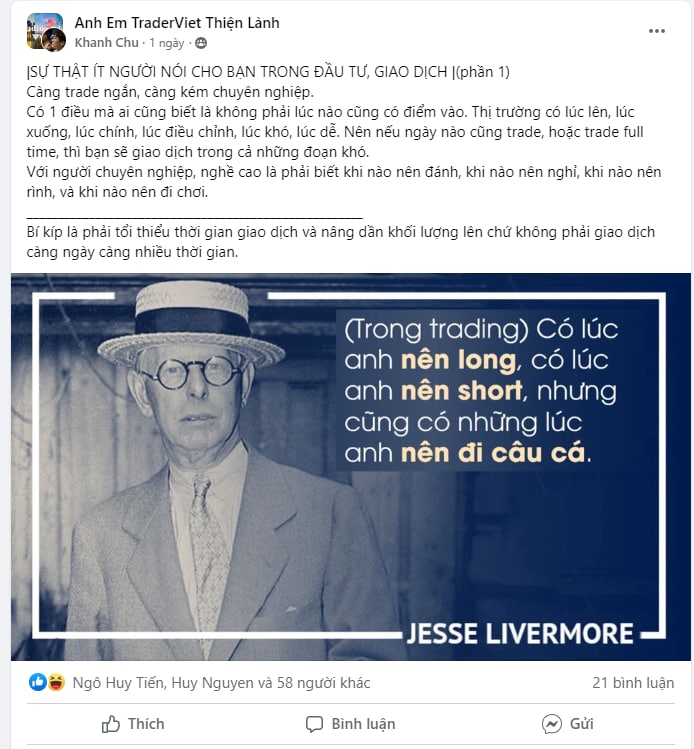 Anh Em TraderViet Thiện Lành
Khanh Chu · 1 ngày ·
|SỰ THẬT ÍT NGƯỜI NÓI CHO BẠN TRONG ĐẦU TƯ, GIAO DỊCH |(phần 1)
Càng trade ngắn, càng kém chuyên nghiệp.
Có 1 điều mà ai cũng biết là không phải lúc nào cũng có điểm vào. Thị trường có lúc lên, lúc
xuống, lúc chính, lúc điều chỉnh, lúc khó, lúc dễ. Nên nếu ngày nào cũng trade, hoặc trade full
time, thì bạn sẽ giao dịch trong cả những đoạn khó.
Với người chuyên nghiệp, nghề cao là phải biết khi nào nên đánh, khi nào nên nghỉ, khi nào nên
rình, và khi nào nên đi chơi.
Bí kíp là phải tổi thiểu thời gian giao dịch và nâng dần khối lượng lên chứ không phải giao dịch
càng ngày càng nhiều thời gian.
(Trong trading) Có lúc
anh nên long, có lúc
anh nên short, nhưng
cũng có những lúc
anh nên đi câu cá.
JESSE LIVERMORE
Ngô Huy Tiến, Huy Nguyen và 58 người khác
21 bình luận
Thích
Bình luận
Gửi